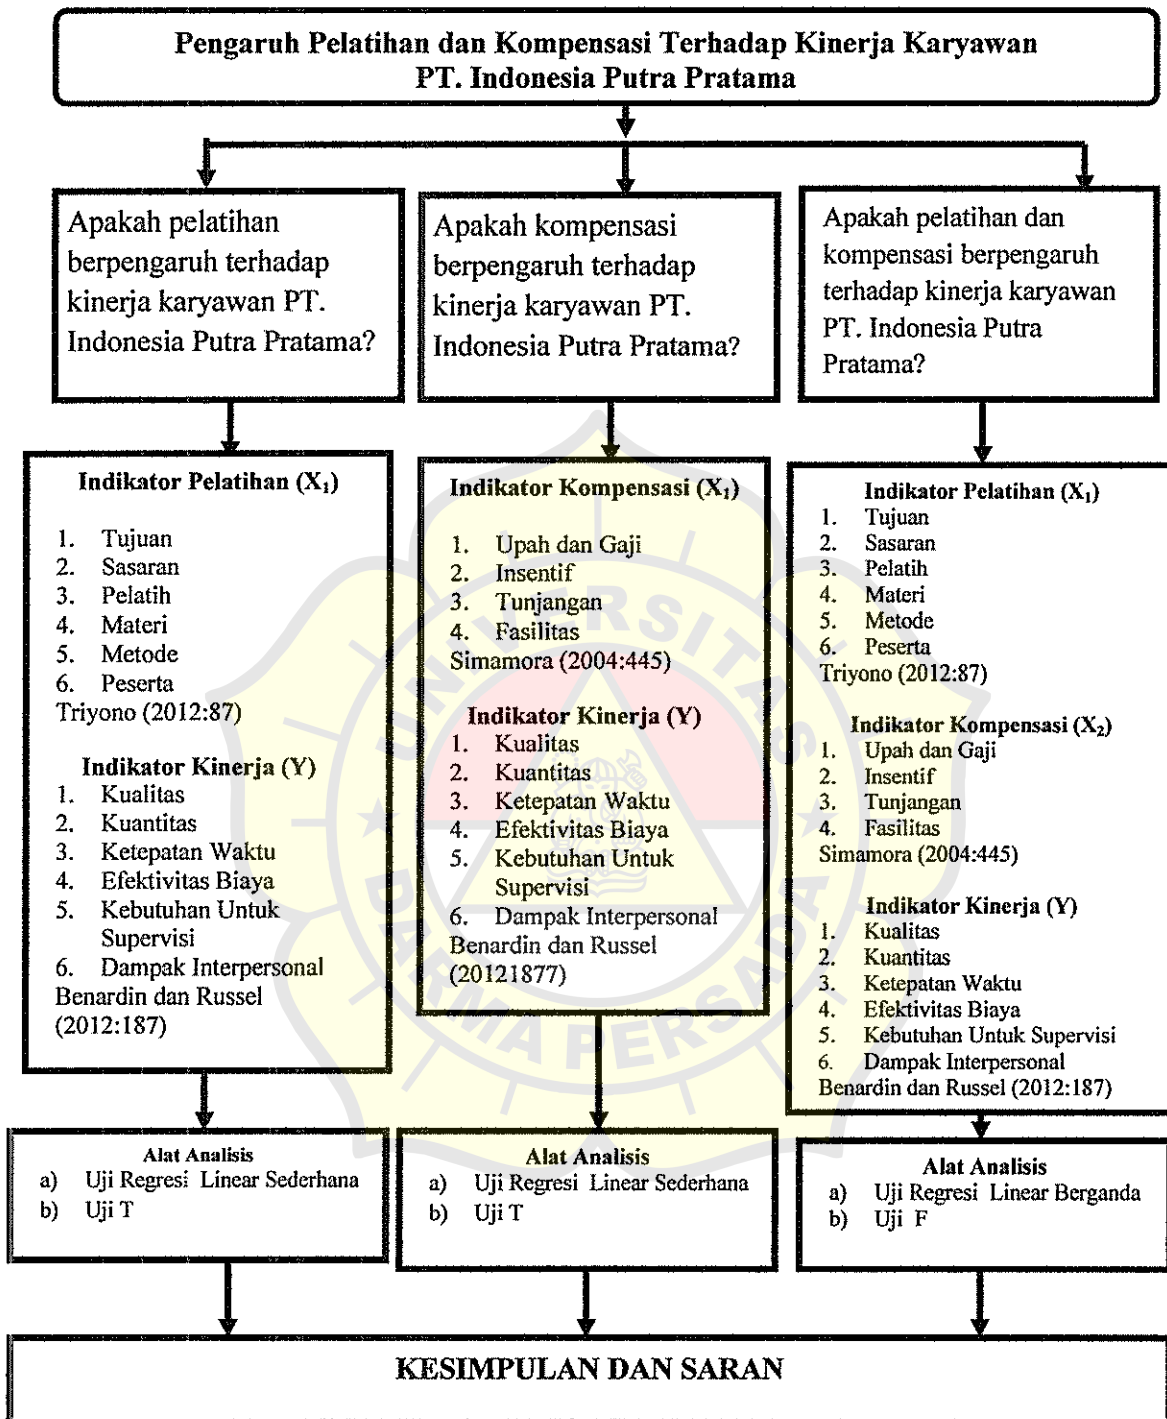 Pengaruh Pelatihan dan Kompensasi Terhadap Kinerja Karyawan
PT. Indonesia Putra Pratama
Apakah pelatihan
berpengaruh terhadap
kinerja karyawan PT.
Indonesia Putra Pratama?
Apakah kompensasi
berpengaruh terhadap
kinerja karyawan PT.
Indonesia Putra Pratama?
Apakah pelatihan dan
kompensasi berpengaruh
terhadap kinerja karyawan
PT. Indonesia Putra
Pratama?
Indikator Pelatihan (X₁)
1. Tujuan
2. Sasaran
3. Pelatih
4. Materi
5. Metode
6. Peserta
Triyono (2012:87)
Indikator Kinerja (Y)
1. Kualitas
2. Kuantitas
3. Ketepatan Waktu
4. Efektivitas Biaya
5. Kebutuhan Untuk
Supervisi
6. Dampak Interpersonal
Benardin dan Russel
(2012:187)
Indikator Kompensasi (X₁)
1. Upah dan Gaji
2. Insentif
3. Tunjangan
4. Fasilitas
Simamora (2004:445)
Indikator Kinerja (Y)
1. Kualitas
2. Kuantitas
3. Ketepatan Waktu
4. Efektivitas Biaya
5. Kebutuhan Untuk
Supervisi
6. Dampak Interpersonal
Benardin dan Russel
(20121877)
Indikator Pelatihan (X₁)
1. Tujuan
2. Sasaran
3. Pelatih
4. Materi
5. Metode
6. Peserta
Triyono (2012:87)
Indikator Kompensasi (X₂)
1. Upah dan Gaji
2. Insentif
3. Tunjangan
4. Fasilitas
Simamora (2004:445)
Indikator Kinerja (Y)
1. Kualitas
2. Kuantitas
3. Ketepatan Waktu
4. Efektivitas Biaya
5. Kebutuhan Untuk Supervisi
6. Dampak Interpersonal
Benardin dan Russel (2012:187)
UNIVERSITAS
DARMA PERSADA
Alat Analisis
a) Uji Regresi Linear Sederhana
b) Uji T
Alat Analisis
a) Uji Regresi Linear Sederhana
b) Uji T
Alat Analisis
a) Uji Regresi Linear Berganda
b) Uji F
KESIMPULAN DAN SARAN